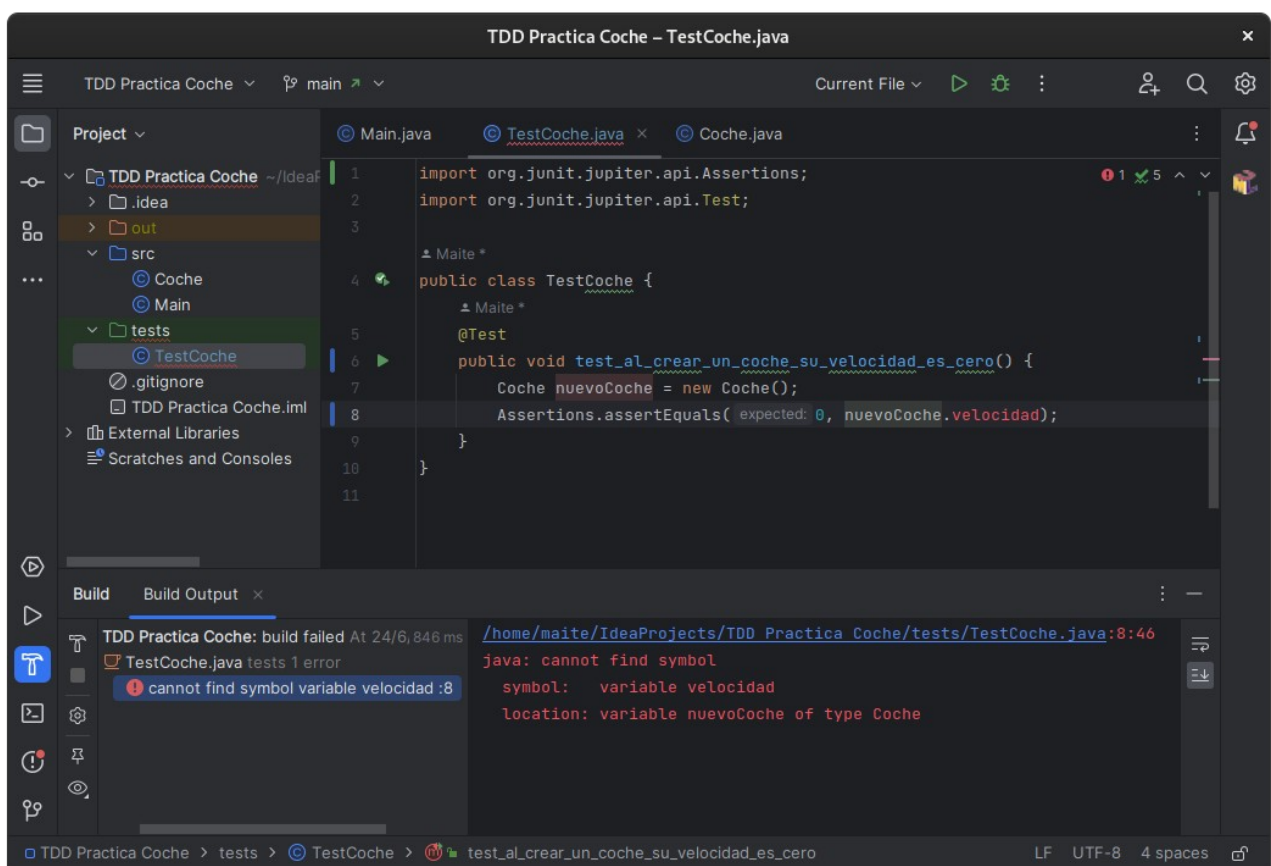 TDD Practica Coche – TestCoche.java
TDD Practica Coche
main
Current File
Project
Main.java
TestCoche.java
Coche.java
TDD Practica Coche ~/IdeaP
.idea
out
src
Coche
Main
tests
TestCoche
.gitignore
TDD Practica Coche.iml
External Libraries
Scratches and Consoles
1 import org.junit.jupiter.api.Assertions;
1 5
2 import org.junit.jupiter.api.Test;
3
Maite *
4 public class TestCoche {
Maite *
5 @Test
6 public void test_al_crear_un_coche_su_velocidad_es_cero() {
7 Coche nuevoCoche = new Coche();
8 Assertions.assertEquals( expected: 0, nuevoCoche.velocidad);
9 }
10 }
11
Build
Build Output
TDD Practica Coche: build failed At 24/6, 846 ms
TestCoche.java tests 1 error
cannot find symbol variable velocidad :8
/home/maite/IdeaProjects/TDD Practica Coche/tests/TestCoche.java:8:46
java: cannot find symbol
symbol: variable velocidad
location: variable nuevoCoche of type Coche
TDD Practica Coche > tests > TestCoche > test_al_crear_un_coche_su_velocidad_es_cero
LF UTF-8 4 spaces